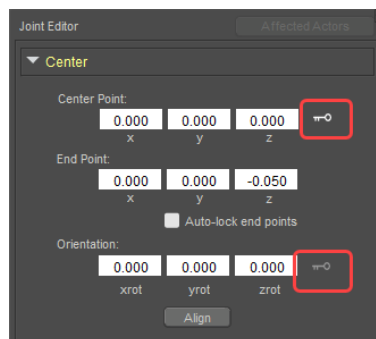 Joint Editor Affected Actors
Center
Center Point:
0.000 0.000 0.000
x y z
End Point:
0.000 0.000 -0.050
x y z
Auto-lock end points
Orientation:
0.000 0.000 0.000
xrot yrot zrot
Align